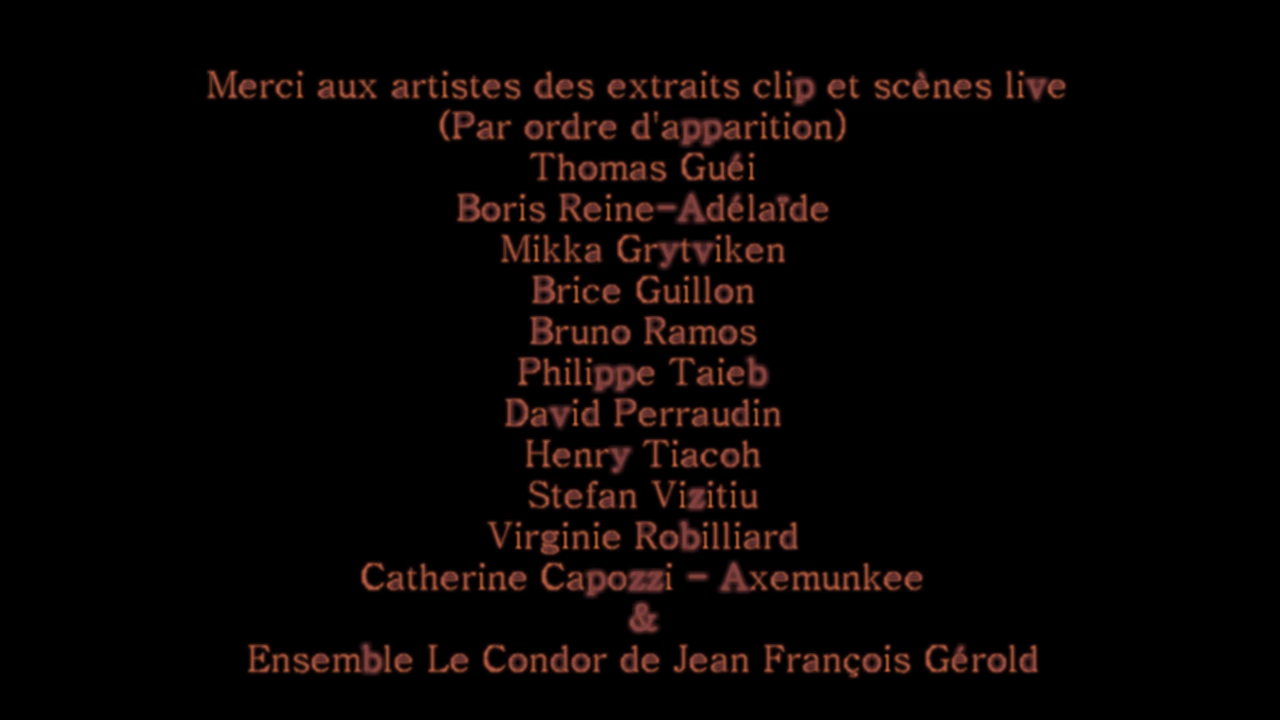 Merci aux artistes des extraits clip et scènes live
(Par ordre d'apparition)
Thomas Guéi
Boris Reine-Adélaïde
Mikka Grytviken
Brice Guillon
Bruno Ramos
Philippe Taieb
David Perraudin
Henry Tiacoh
Stefan Vizitiu
Virginie Robilliard
Catherine Capozzi - Axemunkee
&
Ensemble Le Condor de Jean François Gérold